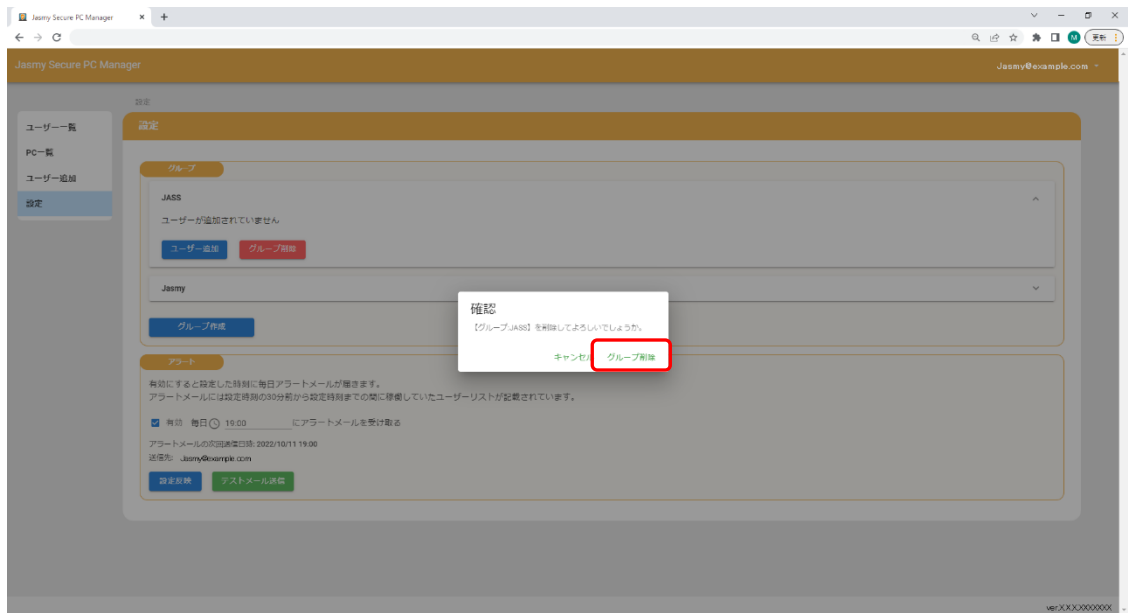 Jasmy Secure PC Manager
更新
Jasmy Secure PC Manager
Jasmy@example.com
設定
ユーザー一覧
PC一覧
ユーザー追加
設定
設定
グループ
JASS
ユーザーが追加されていません
ユーザー追加
グループ削除
Jasmy
グループ作成
確認
【グループ:JASS】を削除してよろしいでしょうか。
キャンセル
グループ削除
アラート
有効にすると設定した時刻に毎日アラートメールが届きます。
アラートメールには設定時刻の30分前から設定時刻までの間に稼働していたユーザーリストが記載されています。
有効 毎日 19:00 にアラートメールを受け取る
アラートメールの次回送信日時: 2022/10/11 19:00
送信先: Jasmy@example.com
設定反映
テストメール送信
ver.X.X.XXXXXXX